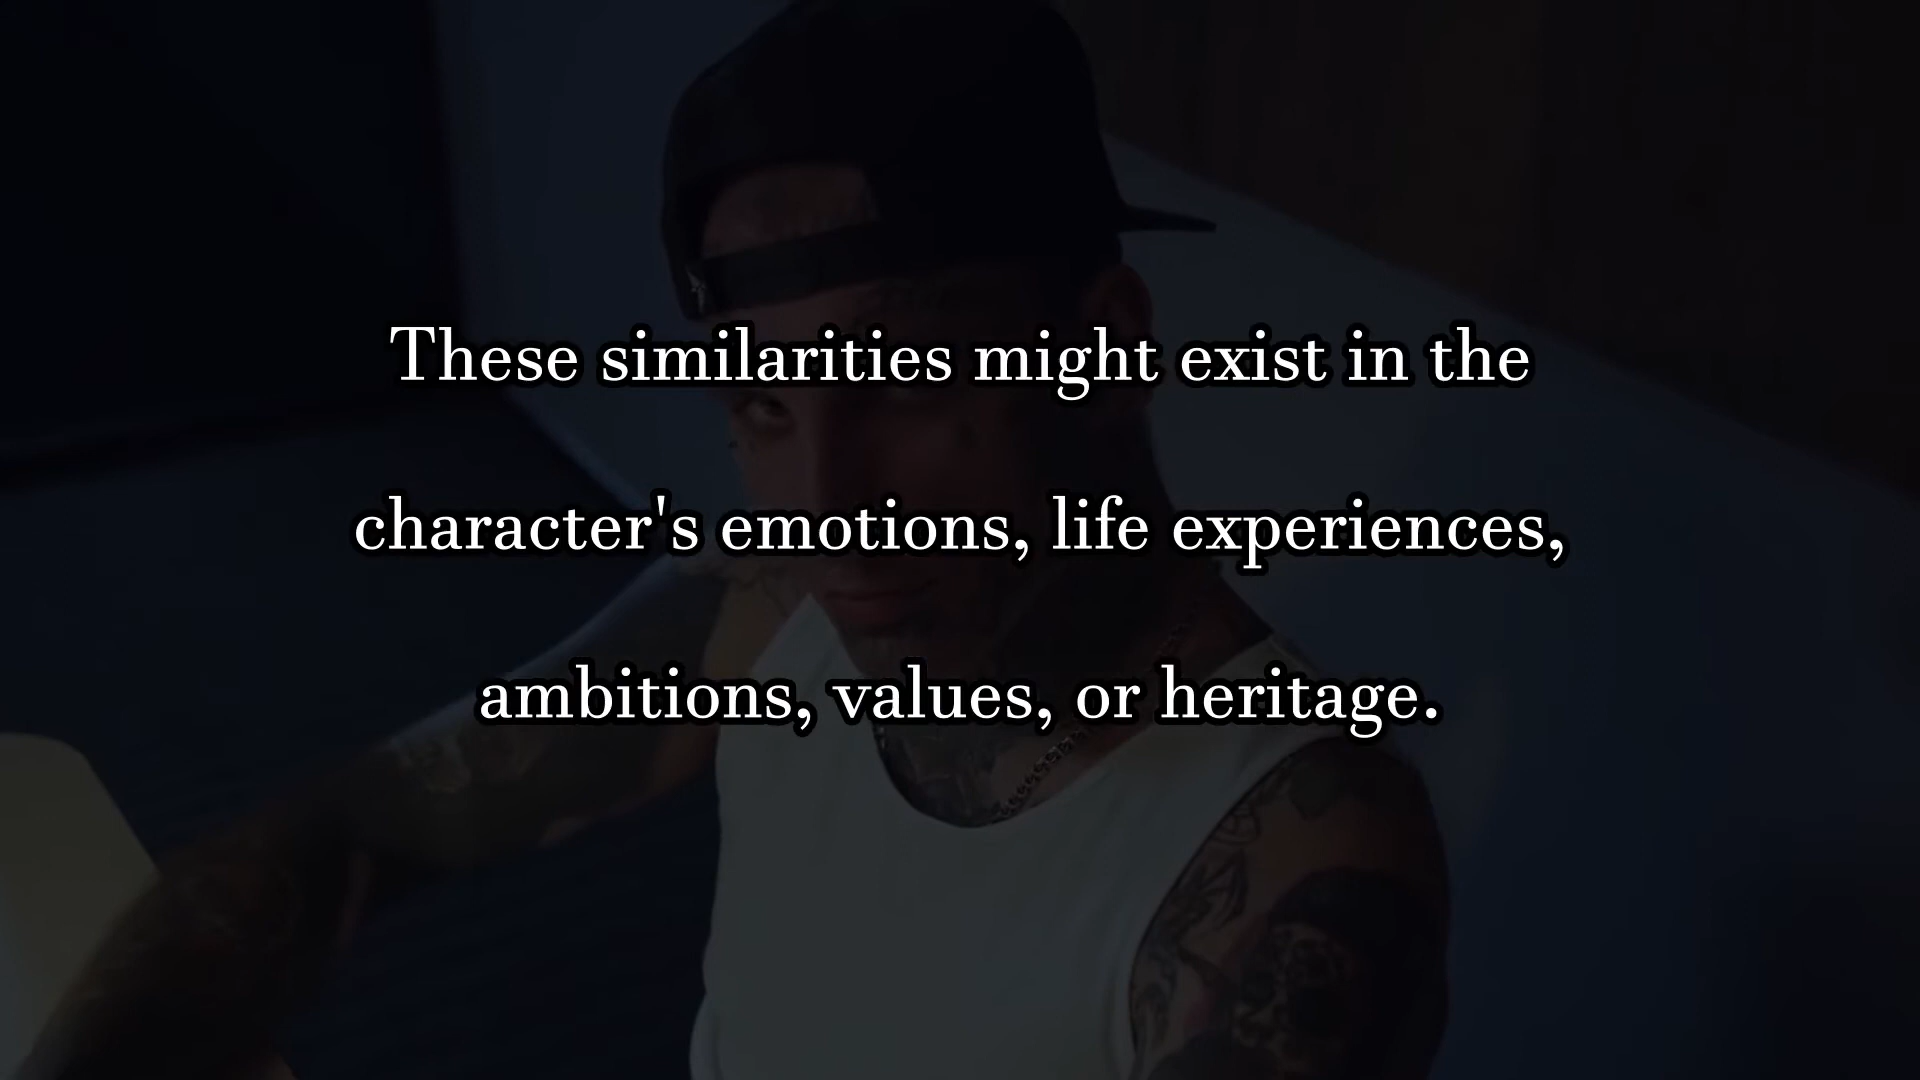 These similarities might exist in the
character's emotions, life experiences,
ambitions, values, or heritage.